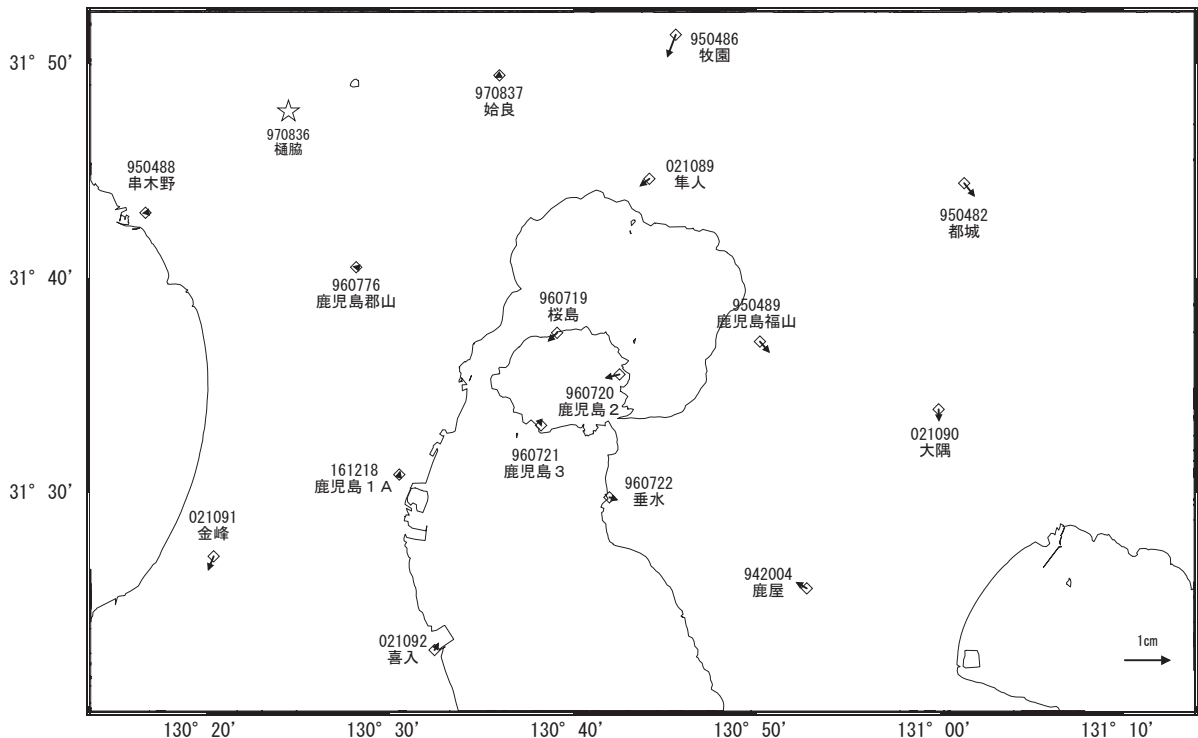 950486
牧園
31° 50′
970837
姶良
970836
樋脇
950488
串木野
021089
隼人
950482
都城
31° 40′
960776
鹿児島郡山
960719
桜島
950489
鹿児島福山
960720
鹿児島２
021090
大隅
960721
鹿児島３
161218
鹿児島１Ａ
960722
垂水
31° 30′
021091
金峰
942004
鹿屋
021092
喜入
1cm
130° 20′
130° 30′
130° 40′
130° 50′
131° 00′
131° 10′